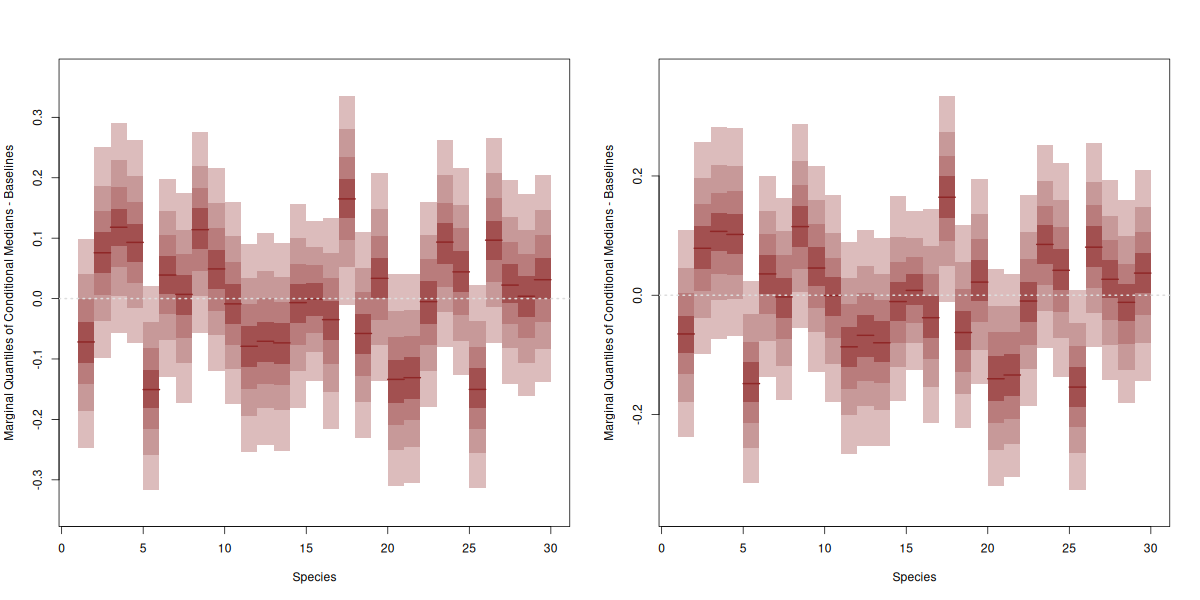 Marginal Quantiles of Conditional Medians - Baselines
0.3
0.2
0.1
0.0
-0.1
-0.2
-0.3
0 5 10 15 20 25 30
Species
Marginal Quantiles of Conditional Medians - Baselines
0.2
0.0
-0.2
0 5 10 15 20 25 30
Species